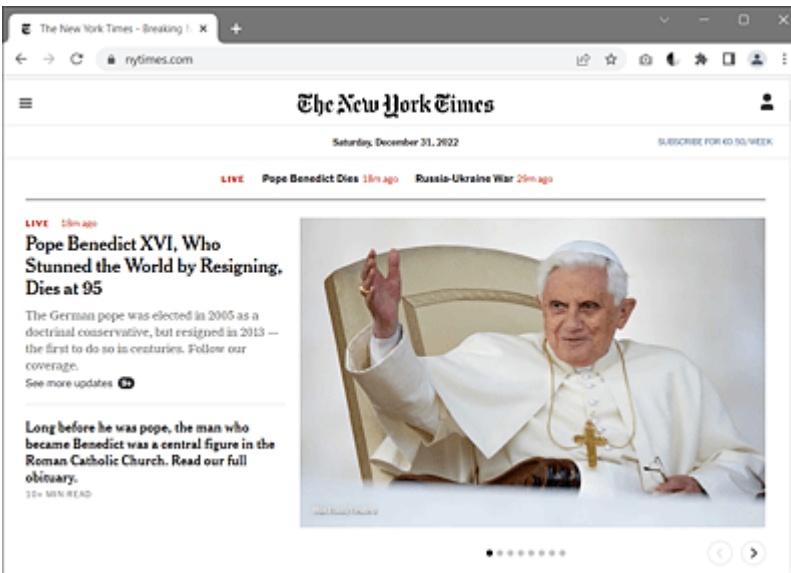 The New York Times - Breaking
nytimes.com
The New York Times
Saturday, December 31, 2022
SUBSCRIBE FOR €0.50/WEEK
LIVE Pope Benedict Dies 18m ago Russia-Ukraine War 29m ago
LIVE 18m ago
Pope Benedict XVI, Who
Stunned the World by Resigning,
Dies at 95
The German pope was elected in 2005 as a
doctrinal conservative, but resigned in 2013 —
the first to do so in centuries. Follow our
coverage.
See more updates 9+
Long before he was pope, the man who
became Benedict was a central figure in the
Roman Catholic Church. Read our full
obituary.
10+ MIN READ